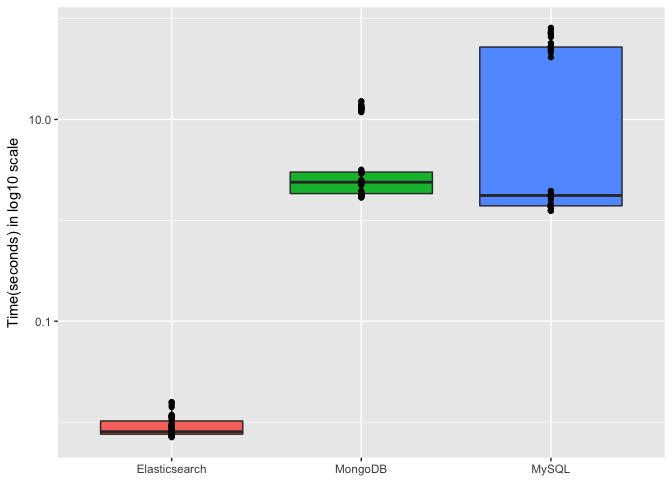 Time(seconds) in log10 scale
10.0
0.1
Elasticsearch
MongoDB
MySQL